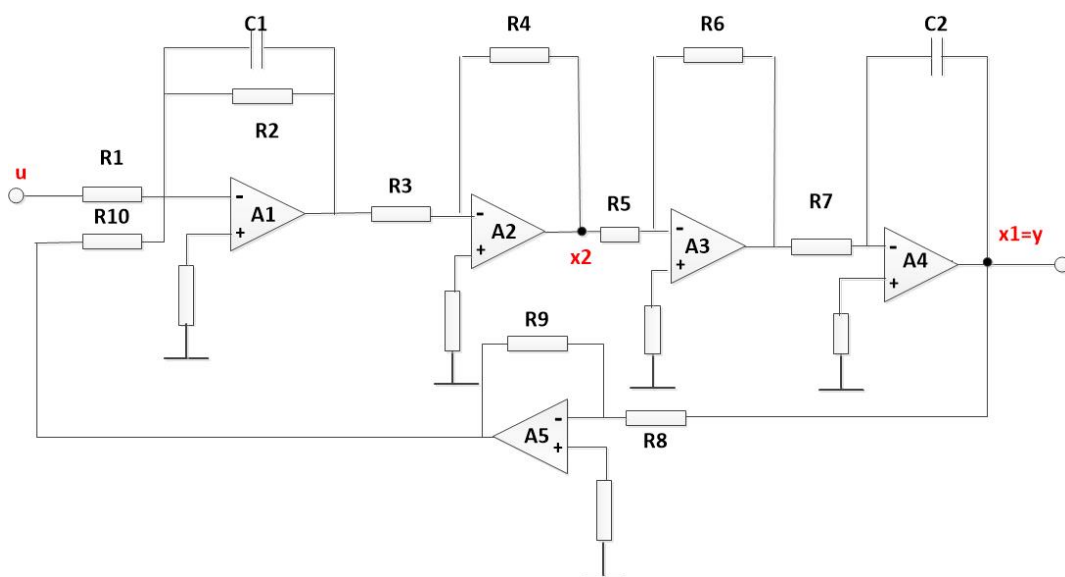 C1
R4
R6
C2
R2
u
R1
R10
-
A1
+
R3
-
A2
+
x2
R5
-
A3
+
R7
-
A4
+
x1=y
R9
-
A5
+
R8